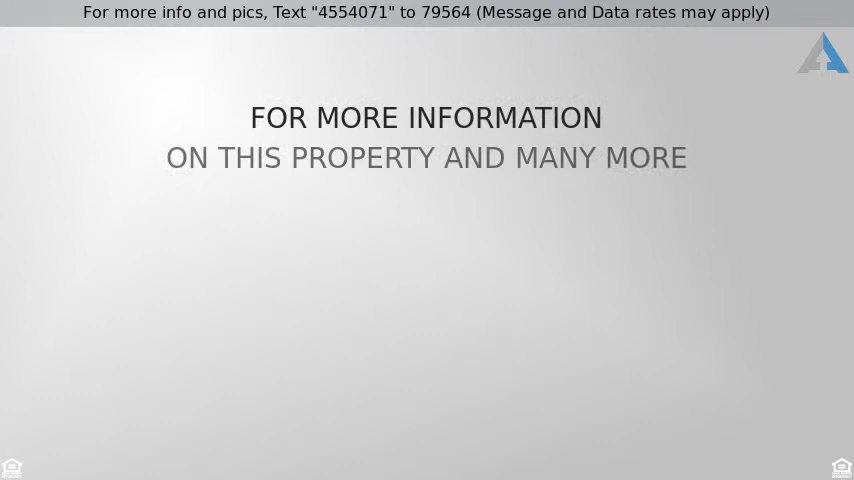 For more info and pics, Text "4554071" to 79564 (Message and Data rates may apply)
FOR MORE INFORMATION
ON THIS PROPERTY AND MANY MORE